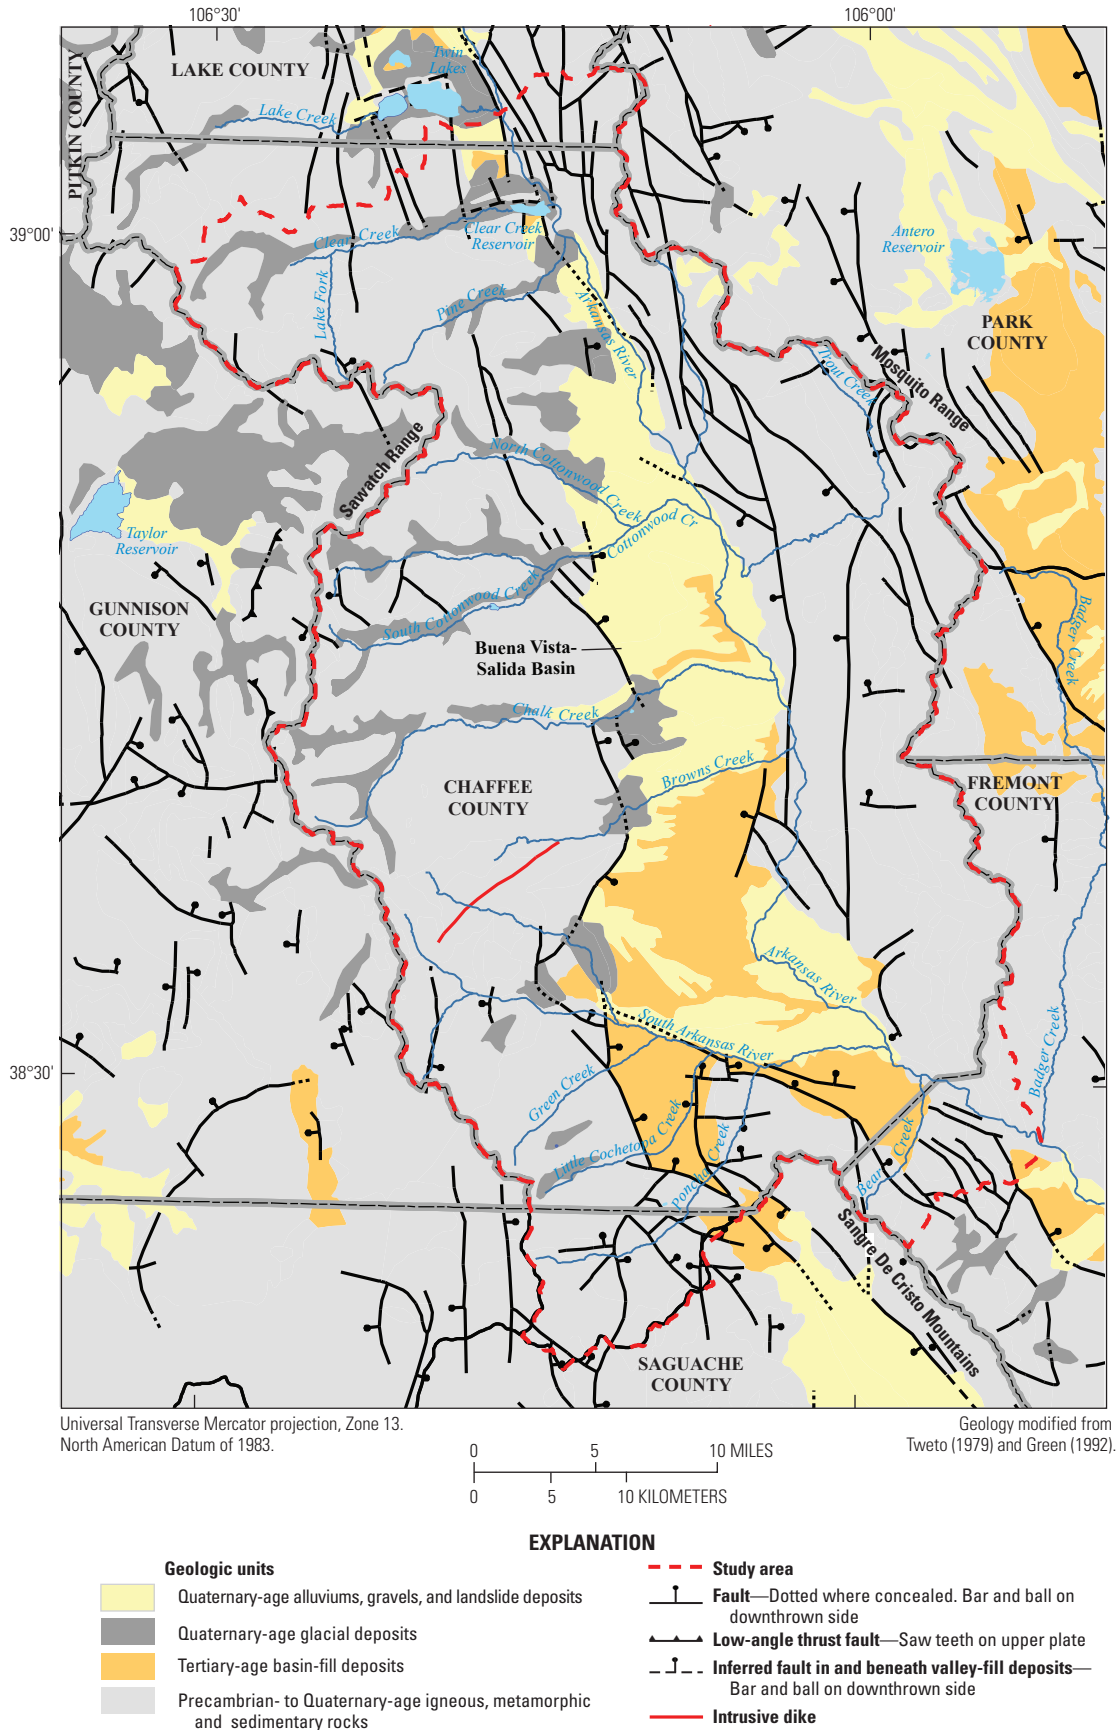 106°30'
106°00'
LAKE COUNTY
PITKIN COUNTY
Twin
Lakes
Lake Creek
39°00'
Clear Creek
Clear Creek
Reservoir
Lake Fork
Pine Creek
Arkansas River
Antero
Reservoir
PARK
COUNTY
Mosquito Range
Trout Creek
Sawatch Range
North Cottonwood Creek
Cottonwood Cr
Taylor
Reservoir
GUNNISON
COUNTY
South Cottonwood Creek
Buena Vista-
Salida Basin
Badger Creek
Chalk Creek
Browns Creek
CHAFFEE
COUNTY
FREMONT
COUNTY
Arkansas River
South Arkansas River
Badger Creek
38°30'
Green Creek
Little Cochetopa Creek
Poncha Creek
Bear Creek
Sangre De Cristo Mountains
SAGUACHE
COUNTY
Universal Transverse Mercator projection, Zone 13.
North American Datum of 1983.
Geology modified from
Tweto (1979) and Green (1992).
0 5 10 MILES
0 5 10 KILOMETERS
EXPLANATION
Geologic units
Quaternary-age alluviums, gravels, and landslide deposits
Quaternary-age glacial deposits
Tertiary-age basin-fill deposits
Precambrian- to Quaternary-age igneous, metamorphic
and sedimentary rocks
Study area
Fault—Dotted where concealed. Bar and ball on
downthrown side
Low-angle thrust fault—Saw teeth on upper plate
Inferred fault in and beneath valley-fill deposits—
Bar and ball on downthrown side
Intrusive dike